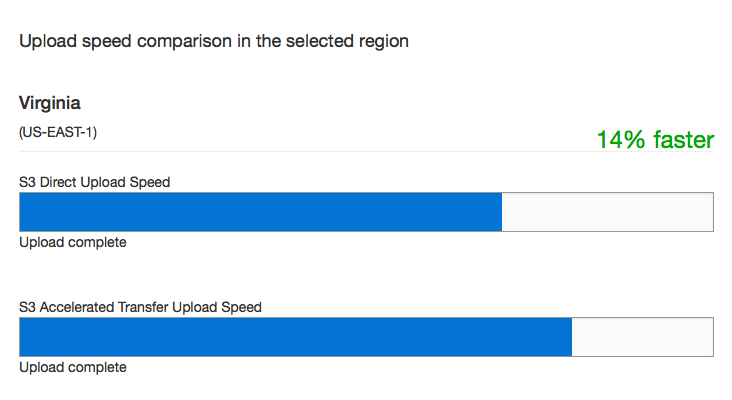 Upload speed comparison in the selected region
Virginia
(US-EAST-1)
14% faster
S3 Direct Upload Speed
Upload complete
S3 Accelerated Transfer Upload Speed
Upload complete